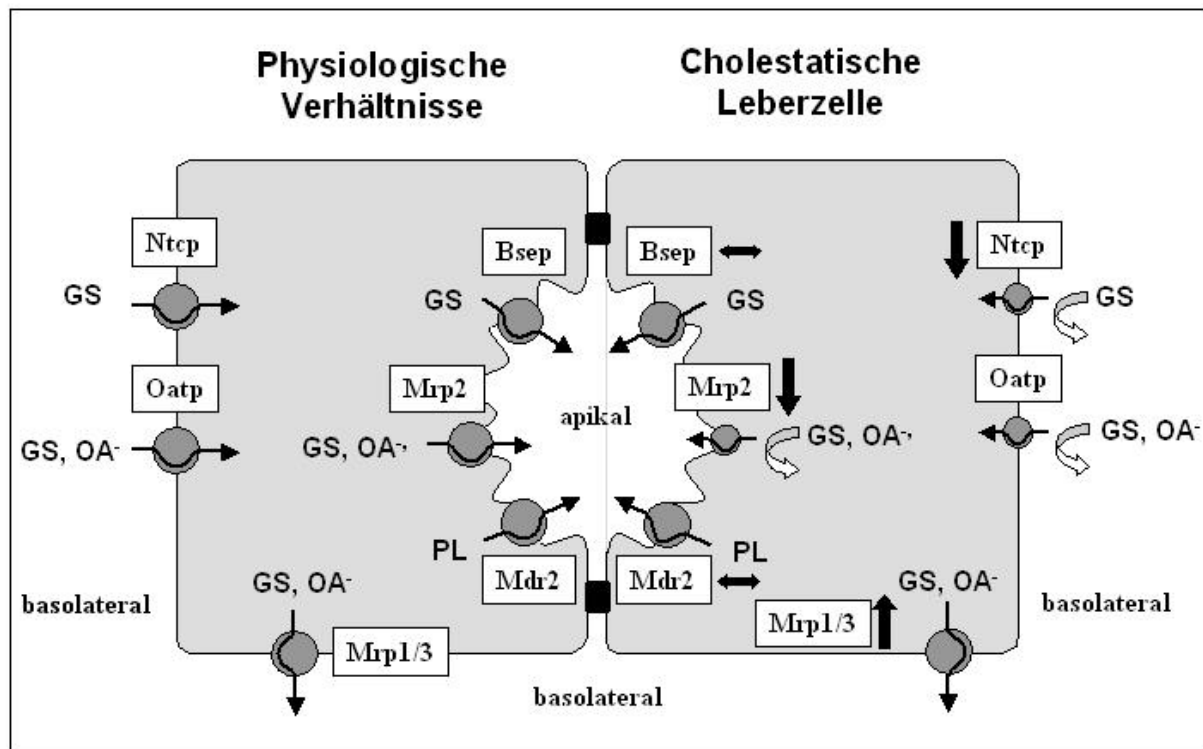 Physiologische
Verhältnisse
Cholestatische
Leberzelle
Ntcp
GS
Oatp
GS, OA-
Bsep
GS
Mrp2
GS, OA-,
PL
Mdr2
GS, OA-
Mrp1/3
basolateral
apikal
basolateral
Bsep
GS
Mrp2
GS, OA-,
PL
Mdr2
Mrp1/3
GS, OA-
Ntcp
GS
Oatp
GS, OA-
basolateral